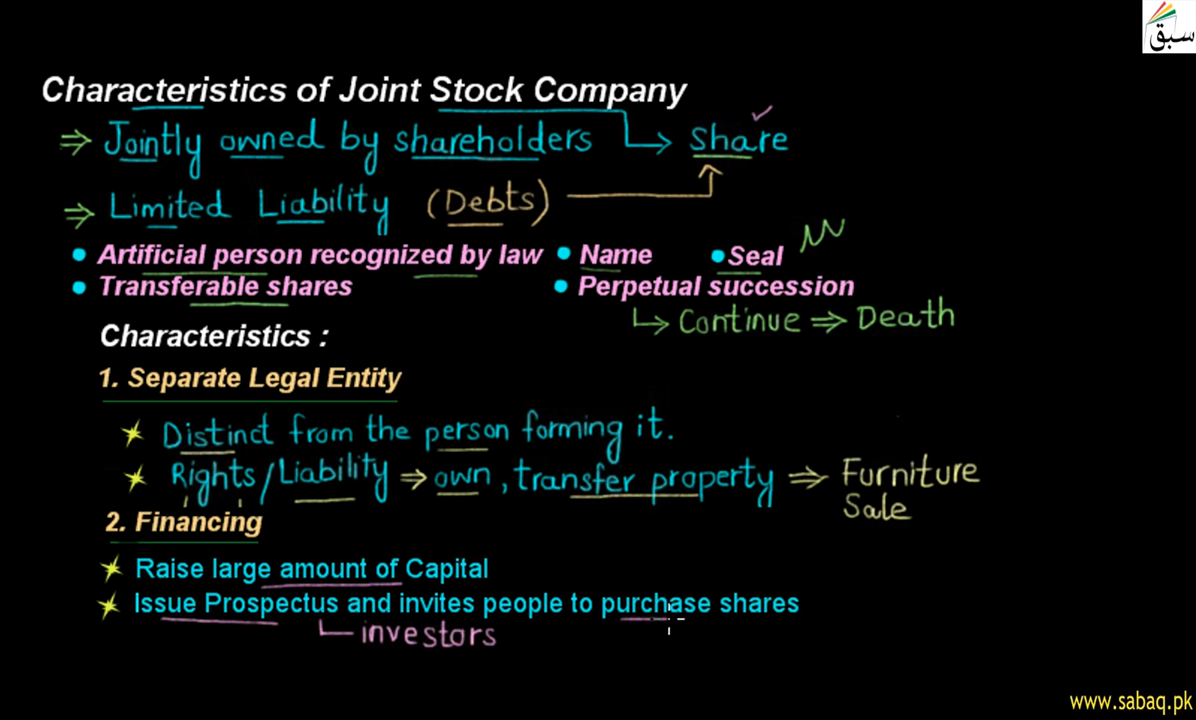 سبق
Characteristics of Joint Stock Company
⇒ Jointly owned by shareholders ↳ Share ✓
⇒ Limited Liability (Debts)
• Artificial person recognized by law • Name • Seal
• Transferable shares • Perpetual succession
↳ Continue ⇒ Death
Characteristics :
1. Separate Legal Entity
Distinct from the person forming it.
Rights/Liability ⇒ own, transfer property ⇒ Furniture
Sale
2. Financing
Raise large amount of Capital
Issue Prospectus and invites people to purchase shares
investors
www.sabaq.pk